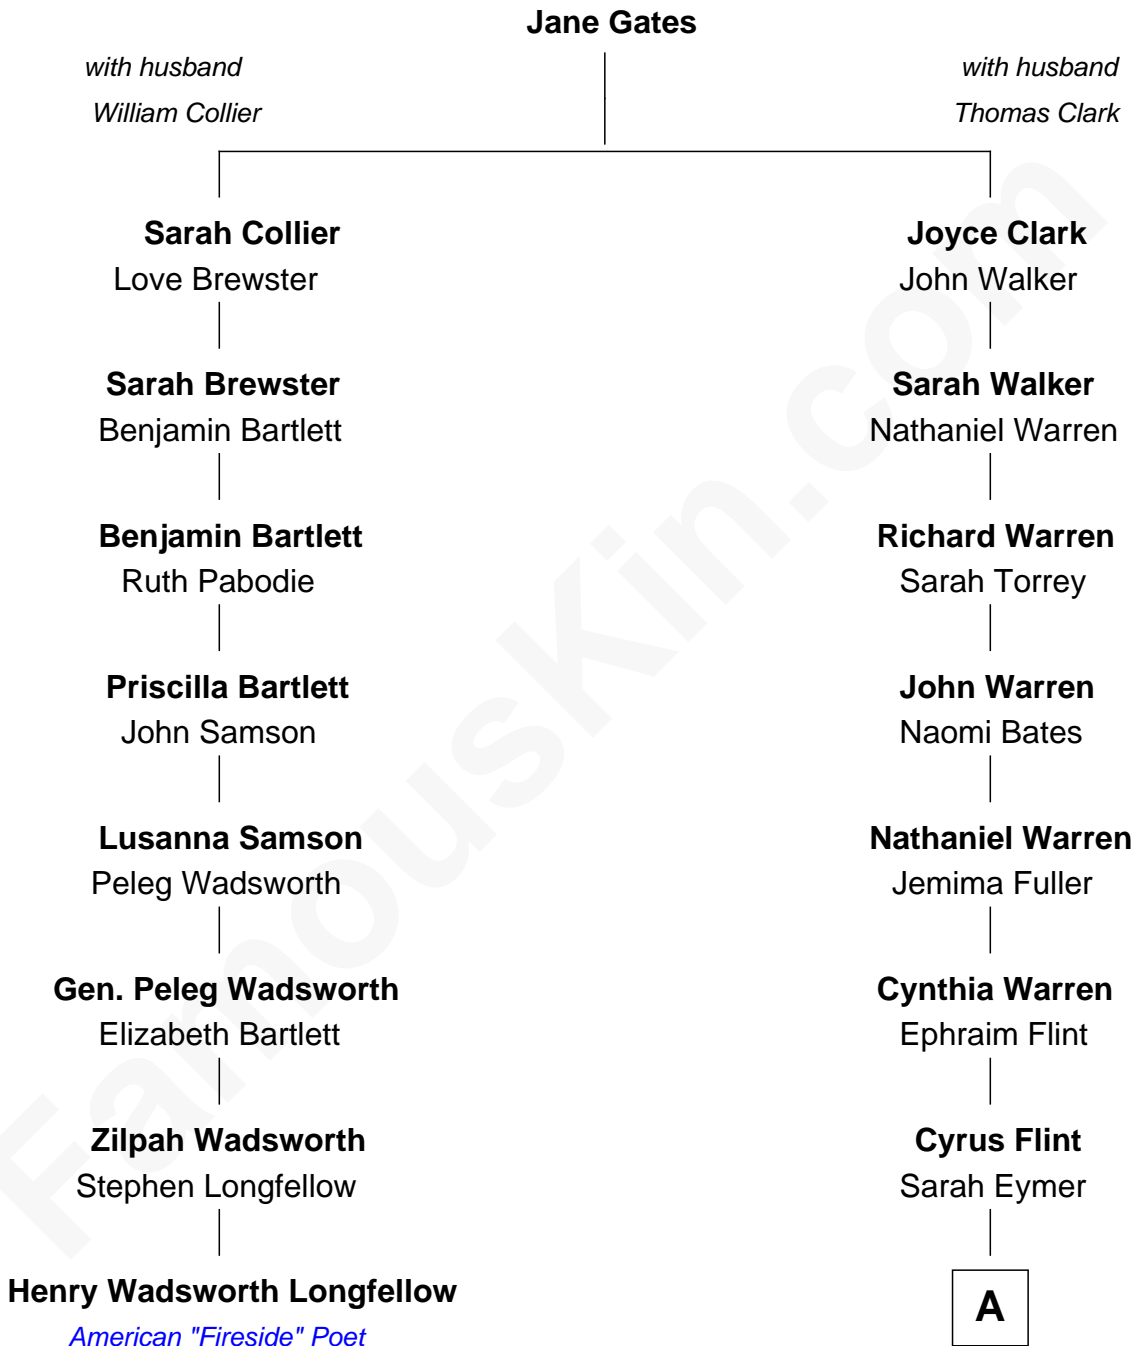 Jane Gates
with husband
William Collier
with husband
Thomas Clark
Sarah Collier
Love Brewster
Joyce Clark
John Walker
Sarah Brewster
Benjamin Bartlett
Sarah Walker
Nathaniel Warren
Benjamin Bartlett
Ruth Pabodie
Richard Warren
Sarah Torrey
Priscilla Bartlett
John Samson
John Warren
Naomi Bates
Lusanna Samson
Peleg Wadsworth
Nathaniel Warren
Jemima Fuller
Gen. Peleg Wadsworth
Elizabeth Bartlett
Cynthia Warren
Ephraim Flint
Zilpah Wadsworth
Stephen Longfellow
Cyrus Flint
Sarah Eymer
Henry Wadsworth Longfellow
American "Fireside" Poet
A
FamousKin.com